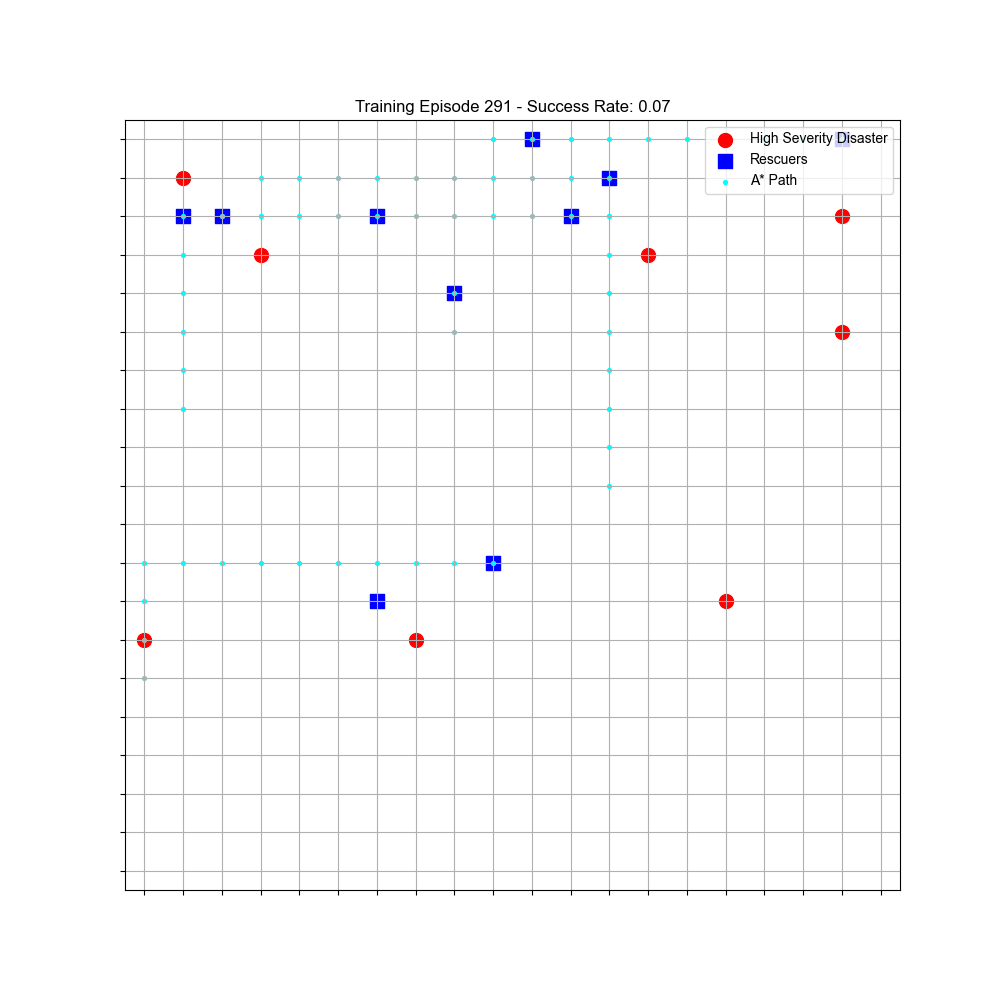 Training Episode 291 - Success Rate: 0.07
High Severity Disaster
Rescuers
A* Path